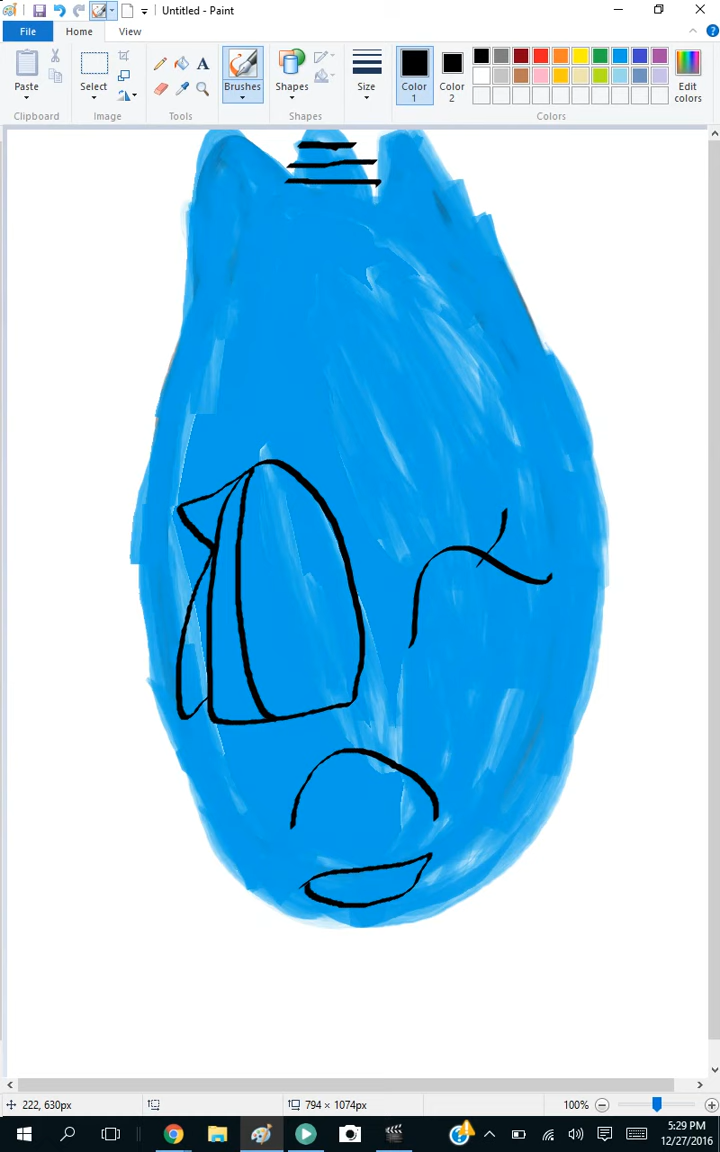 Untitled - Paint
File Home View
Paste Select Brushes Shapes Size Color 1 Color 2 Edit colors
Clipboard Image Tools Shapes Colors
222, 630px 794 × 1074px 100%
5:29 PM
12/27/2016